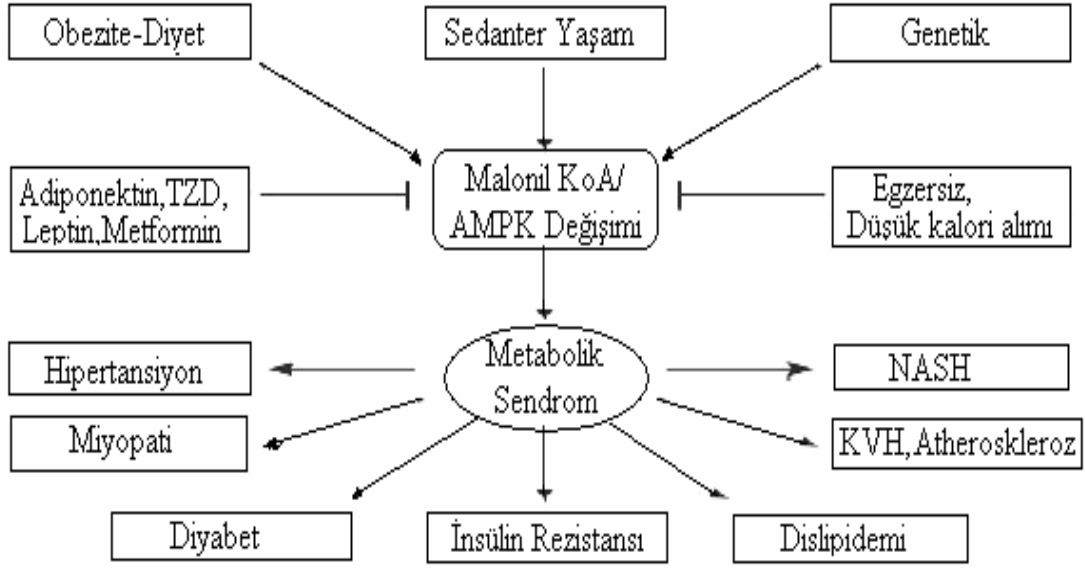 Obezite-Diyet
Sedanter Yaşam
Genetik
Adiponektin,TZD,
Leptin,Metformin
Malonil KoA/
AMPK Değişimi
Egzersiz,
Düşük kalori alımı
Metabolik
Sendrom
Hipertansiyon
NASH
Miyopati
KVH,Atheroskleroz
Diyabet
İnsülin Rezistansı
Dislipidemi